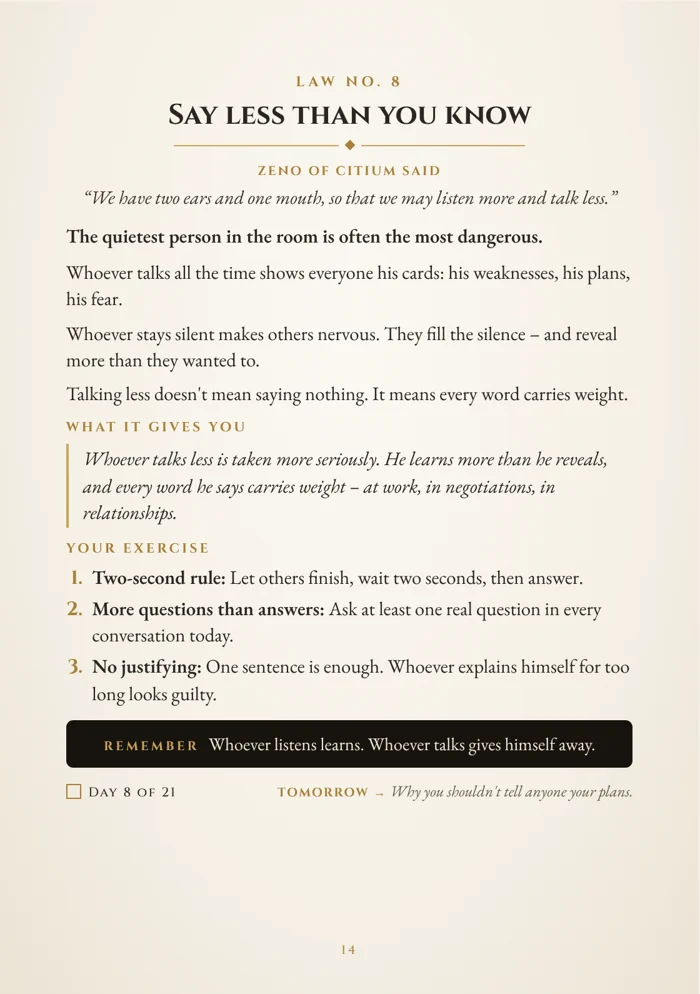 LAW NO. 8
SAY LESS THAN YOU KNOW
ZENO OF CITIUM SAID
“We have two ears and one mouth, so that we may listen more and talk less.”
The quietest person in the room is often the most dangerous.
Whoever talks all the time shows everyone his cards: his weaknesses, his plans,
his fear.
Whoever stays silent makes others nervous. They fill the silence – and reveal
more than they wanted to.
Talking less doesn't mean saying nothing. It means every word carries weight.
WHAT IT GIVES YOU
Whoever talks less is taken more seriously. He learns more than he reveals,
and every word he says carries weight – at work, in negotiations, in
relationships.
YOUR EXERCISE
1. Two-second rule: Let others finish, wait two seconds, then answer.
2. More questions than answers: Ask at least one real question in every
conversation today.
3. No justifying: One sentence is enough. Whoever explains himself for too
long looks guilty.
REMEMBER Whoever listens learns. Whoever talks gives himself away.
DAY 8 OF 21 TOMORROW → Why you shouldn't tell anyone your plans.
14